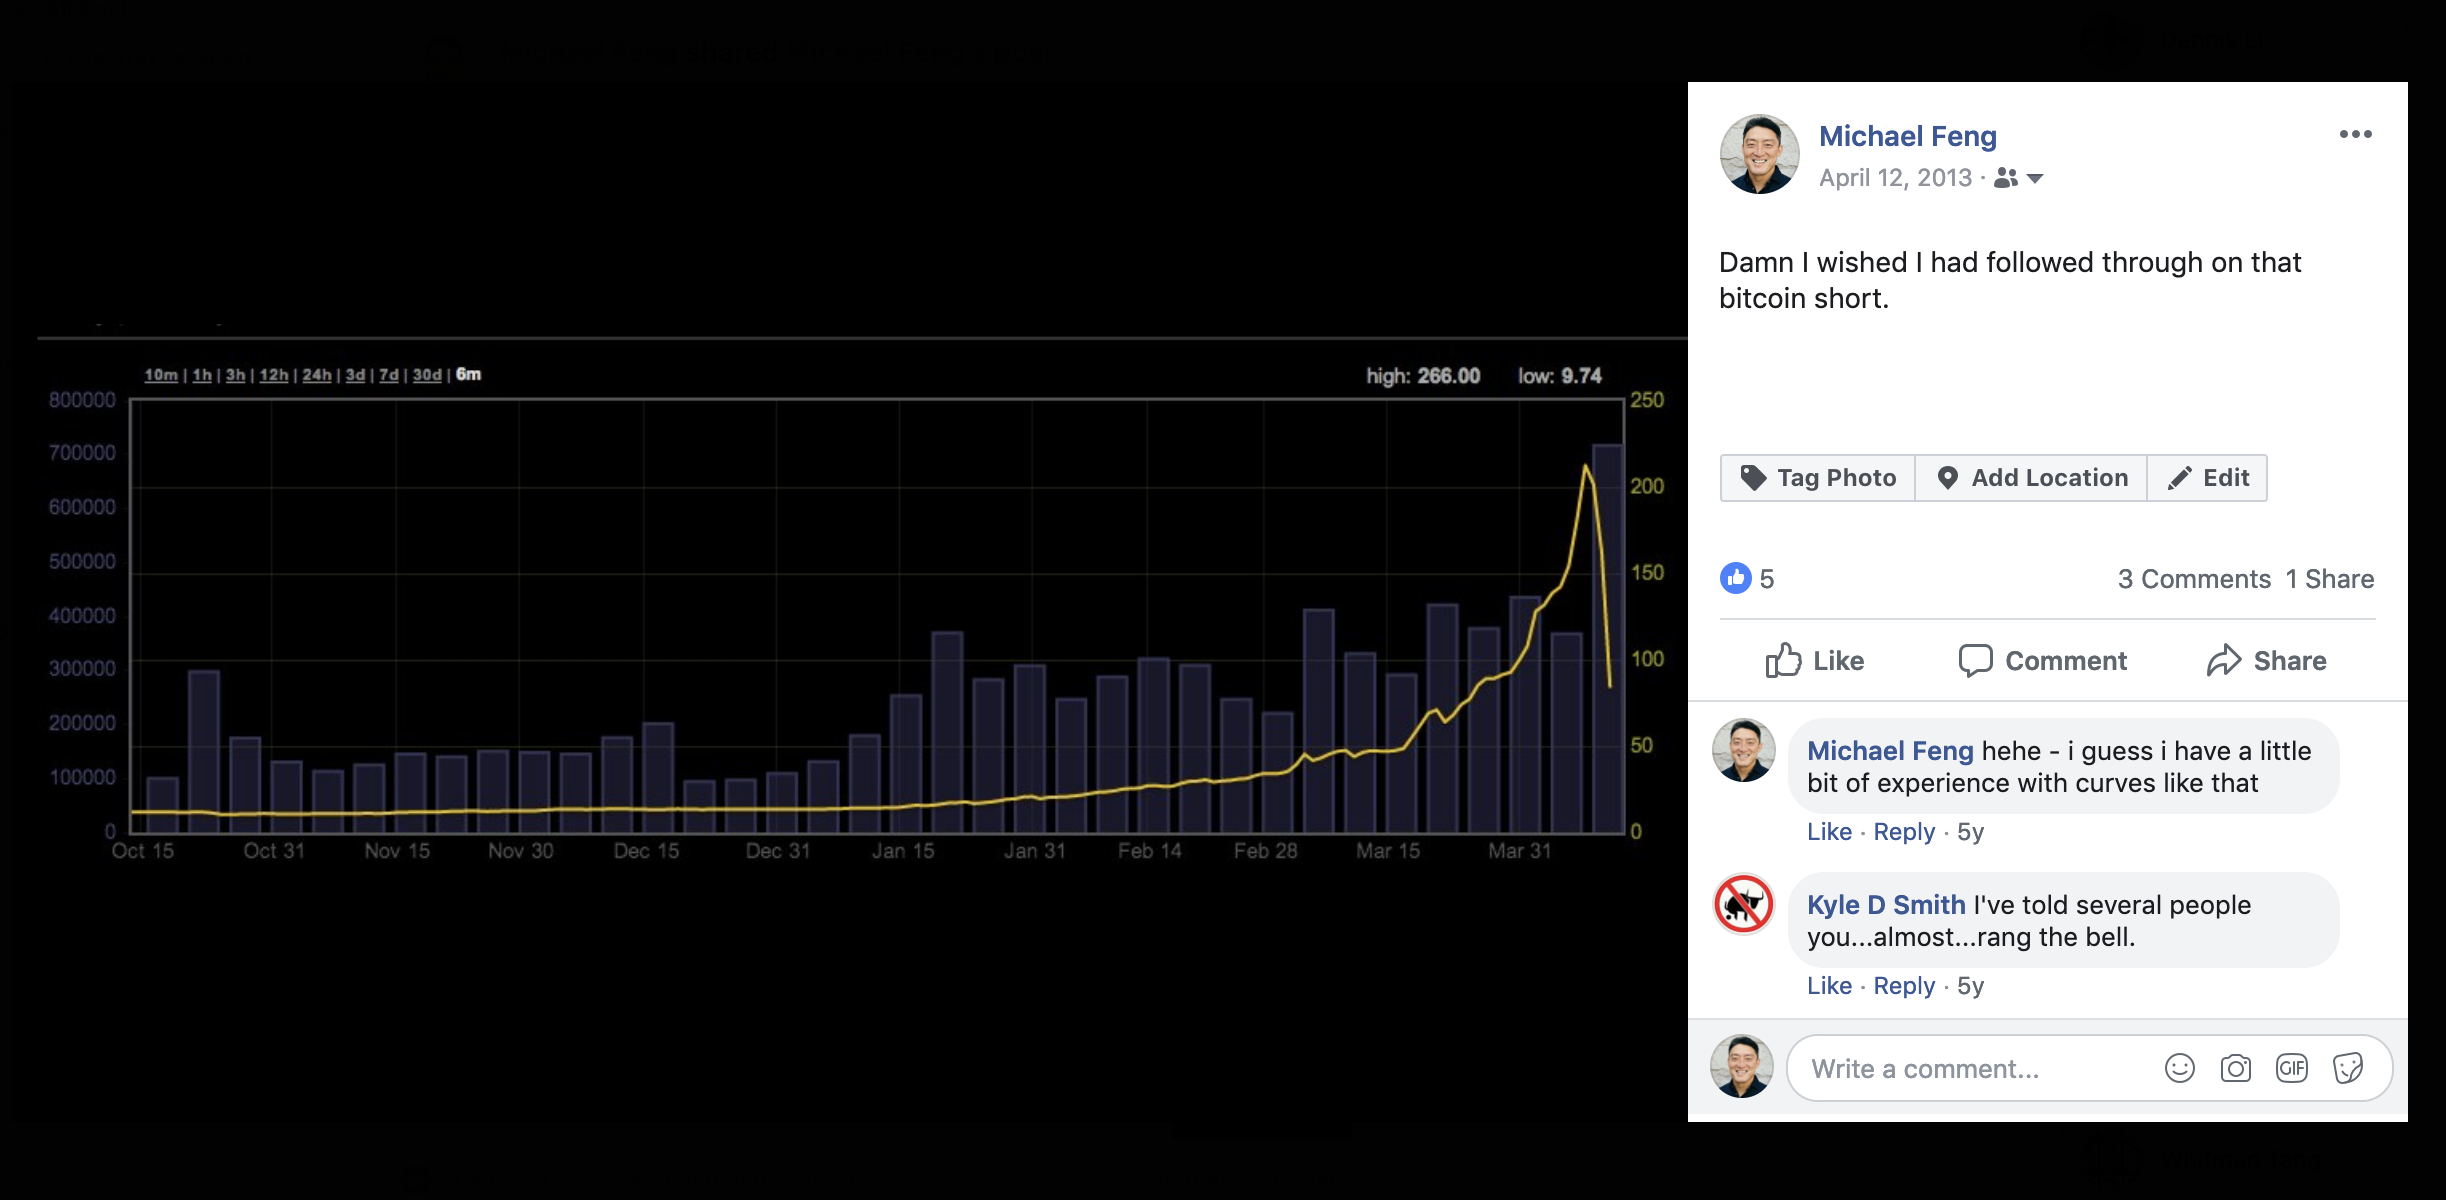 10m | 1h | 3h | 12h | 24h | 3d | 7d | 30d | 6m
high: 266.00 low: 9.74
800000
700000
600000
500000
400000
300000
200000
100000
0
250
200
150
100
50
0
Oct 15 Oct 31 Nov 15 Nov 30 Dec 15 Dec 31 Jan 15 Jan 31 Feb 14 Feb 28 Mar 15 Mar 31
Michael Feng
April 12, 2013 ·
Damn I wished I had followed through on that
bitcoin short.
Tag Photo Add Location Edit
5 3 Comments 1 Share
Like Comment Share
Michael Feng hehe - i guess i have a little
bit of experience with curves like that
Like · Reply · 5y
Kyle D Smith I've told several people
you...almost...rang the bell.
Like · Reply · 5y
Write a comment...
GIF